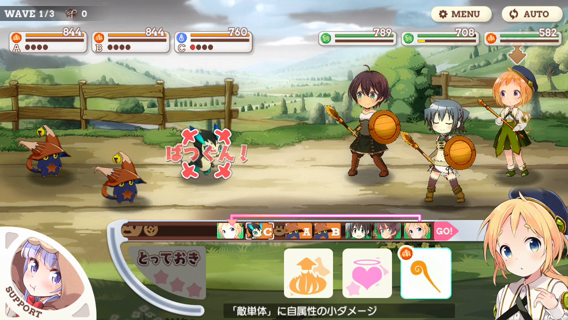 WAVE 1/3
0
MENU
AUTO
844
844
760
789
708
582
A
B
C
ばつぐん!
C
A
B
GO!
とっておき
SUPPORT
「敵単体」に自属性の小ダメージ